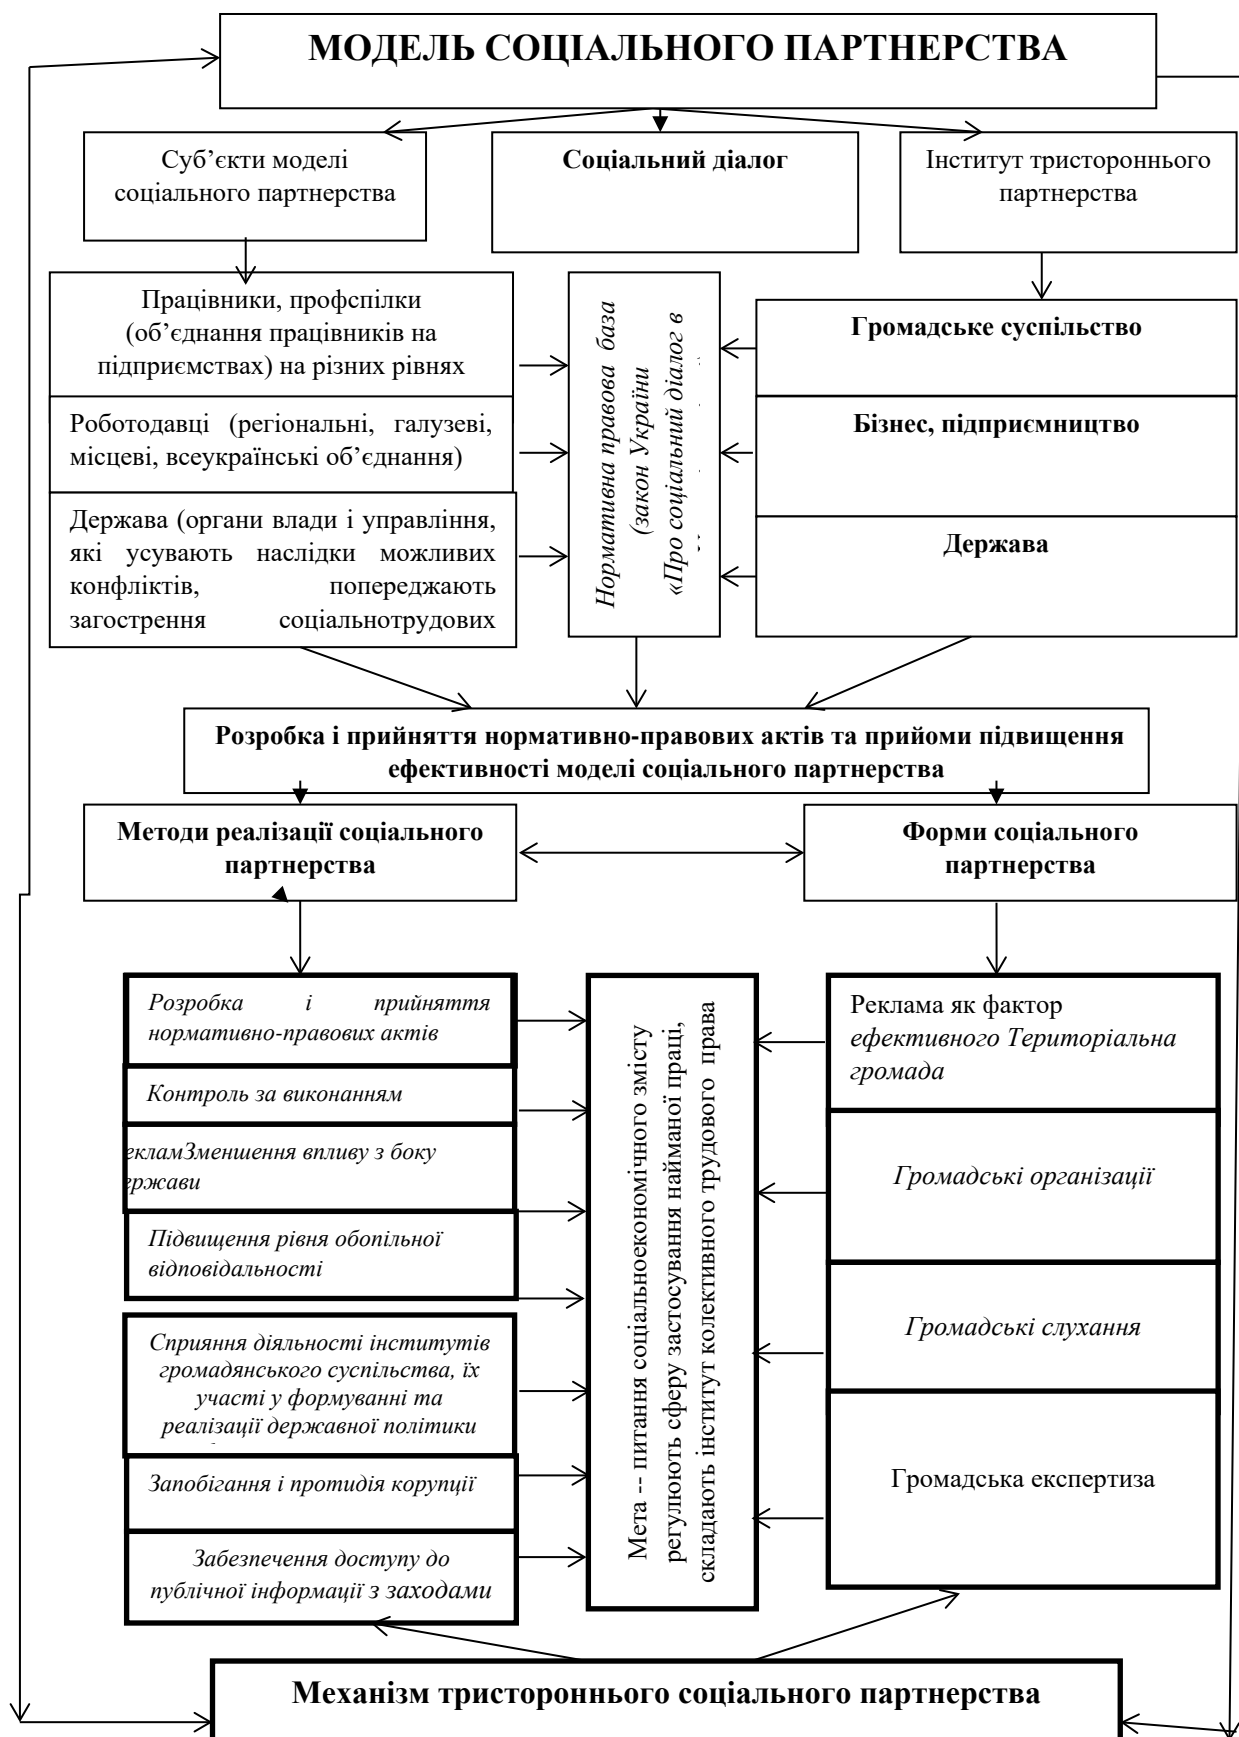 МОДЕЛЬ СОЦІАЛЬНОГО ПАРТНЕРСТВА
Суб’єкти моделі
соціального партнерства
Соціальний діалог
Інститут тристороннього
партнерства
Працівники, профспілки
(об’єднання працівників на
підприємствах) на різних рівнях
Роботодавці (регіональні, галузеві,
місцеві, всеукраїнські об’єднання)
Держава (органи влади і управління,
які усувають наслідки можливих
конфліктів, попереджають
загострення соціальнотрудових
Нормативна правова база
(закон України
«Про соціальний діалог в
Громадське суспільство
Бізнес, підприємництво
Держава
Розробка і прийняття нормативно-правових актів та прийоми підвищення
ефективності моделі соціального партнерства
Методи реалізації соціального
партнерства
Форми соціального
партнерства
Розробка і прийняття
нормативно-правових актів
Контроль за виконанням
екламЗменшення впливу з боку
ержави
Підвищення рівня обопільної
відповідальності
Сприяння діяльності інститутів
громадянського суспільства, їх
участі у формуванні та
реалізації державної політики
Запобігання і протидія корупції
Забезпечення доступу до
публічної інформації з заходами
Мета -- питання соціальноекономічного змісту
регулюють сферу застосування найманої праці,
складають інститут колективного трудового права
Реклама як фактор
ефективного Територіальна
громада
Громадські організації
Громадські слухання
Громадська експертиза
Механізм тристороннього соціального партнерства